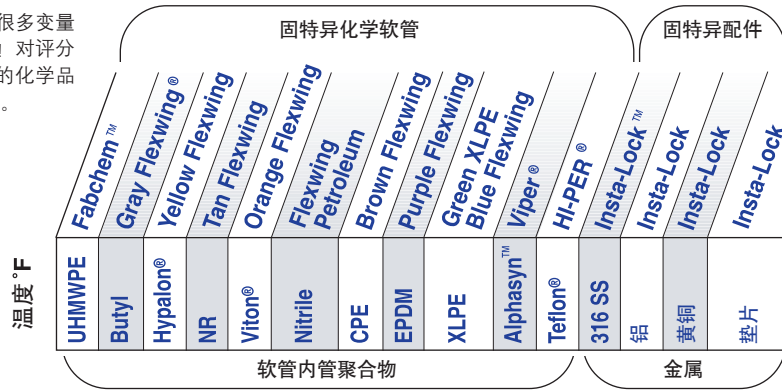 很多变量
对评分
的化学品
。
固特异化学软管
固特异配件
Fabchem™
Gray Flexwing®
Yellow Flexwing
Tan Flexwing
Orange Flexwing
Flexwing
Petroleum
Brown Flexwing
Purple Flexwing
Green XLPE
Blue Flexwing
Viper®
HI-PER®
Insta-Lock™
Insta-Lock
Insta-Lock
Insta-Lock
温度 °F
UHMWPE
Butyl
Hypalon®
NR
Viton®
Nitrile
CPE
EPDM
XLPE
Alphasyn™
Teflon®
316 SS
铝
黄铜
垫片
软管内管聚合物
金属